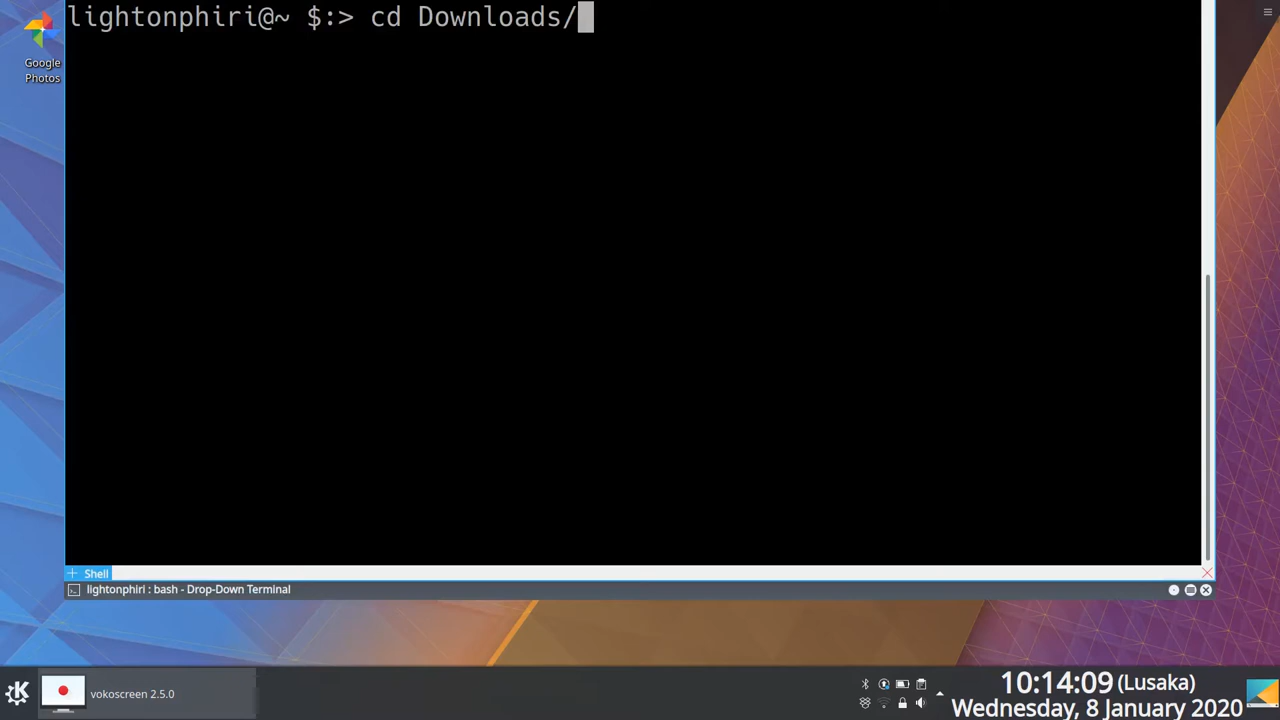 lightonphiri@~ $:> cd Downloads/
Google
Photos
Shell
lightonphiri : bash - Drop-Down Terminal
vokoscreen 2.5.0
10:14:09 (Lusaka)
Wednesday, 8 January 2020